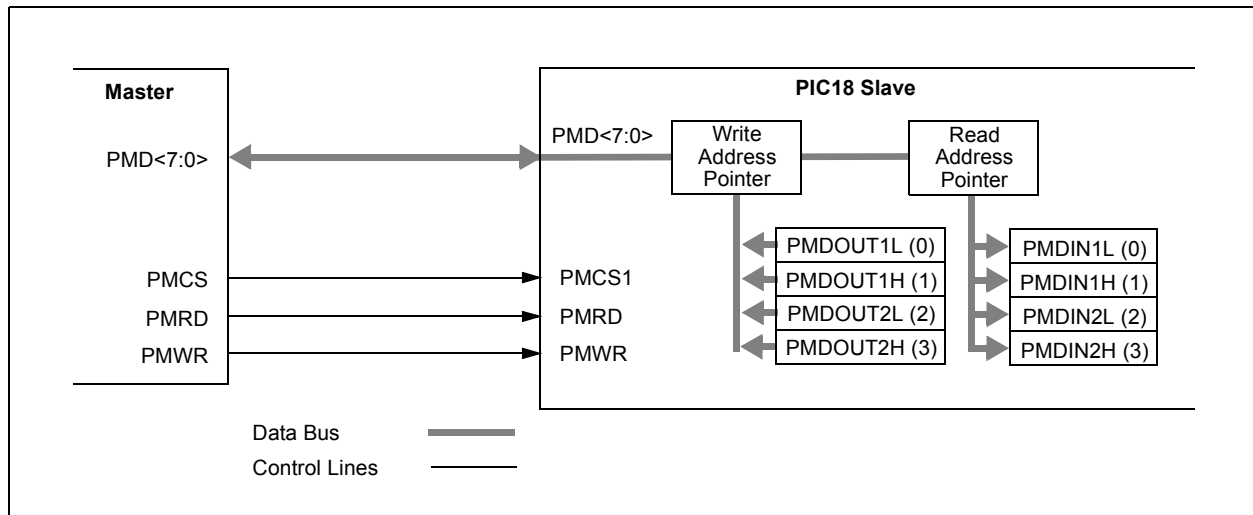 Master
PIC18 Slave
PMD<7:0>
PMD<7:0>
Write
Address
Pointer
Read
Address
Pointer
PMDOUT1L (0)
PMDIN1L (0)
PMCS
PMCS1
PMDOUT1H (1)
PMDIN1H (1)
PMRD
PMRD
PMDOUT2L (2)
PMDIN2L (2)
PMWR
PMWR
PMDOUT2H (3)
PMDIN2H (3)
Data Bus
Control Lines